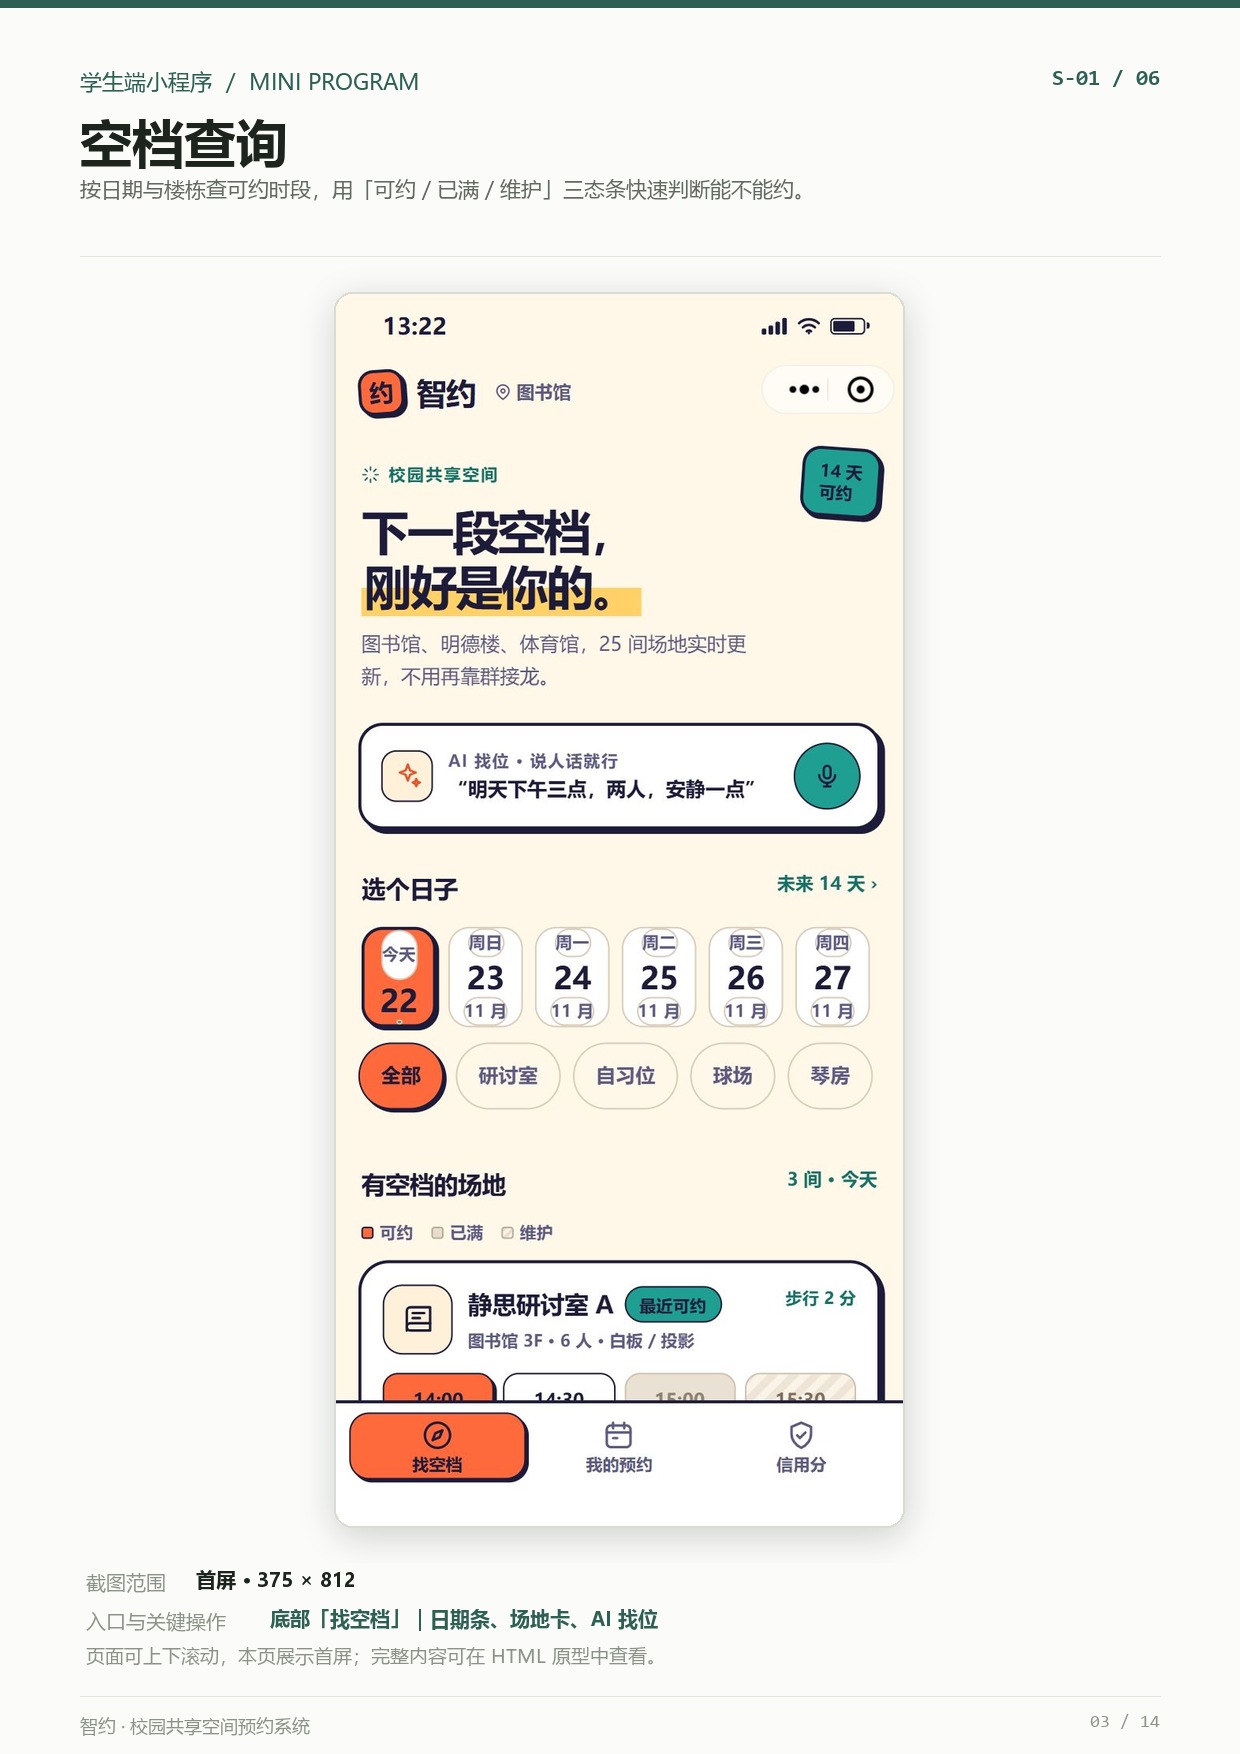 学生端小程序 / MINI PROGRAM
S-01 / 06
空档查询
按日期与楼栋查可约时段，用「可约 / 已满 / 维护」三态条快速判断能不能约。
13:22
约 智约 图书馆
校园共享空间
14 天
可约
下一段空档，
刚好是你的。
图书馆、明德楼、体育馆，25 间场地实时更
新，不用再靠群接龙。
AI 找位 · 说人话就行
“明天下午三点，两人，安静一点”
选个日子
未来 14 天 ›
今天 周日 周一 周二 周三 周四
22 23 24 25 26 27
11 月 11 月 11 月 11 月 11 月
全部 研讨室 自习位 球场 琴房
有空档的场地
3 间 · 今天
可约 已满 维护
静思研讨室 A 最近可约 步行 2 分
图书馆 3F · 6 人 · 白板 / 投影
14:00 14:30 15:00 15:30
找空档 我的预约 信用分
截图范围 首屏 · 375 × 812
入口与关键操作 底部「找空档」 | 日期条、场地卡、AI 找位
页面可上下滚动，本页展示首屏；完整内容可在 HTML 原型中查看。
智约 · 校园共享空间预约系统
03 / 14